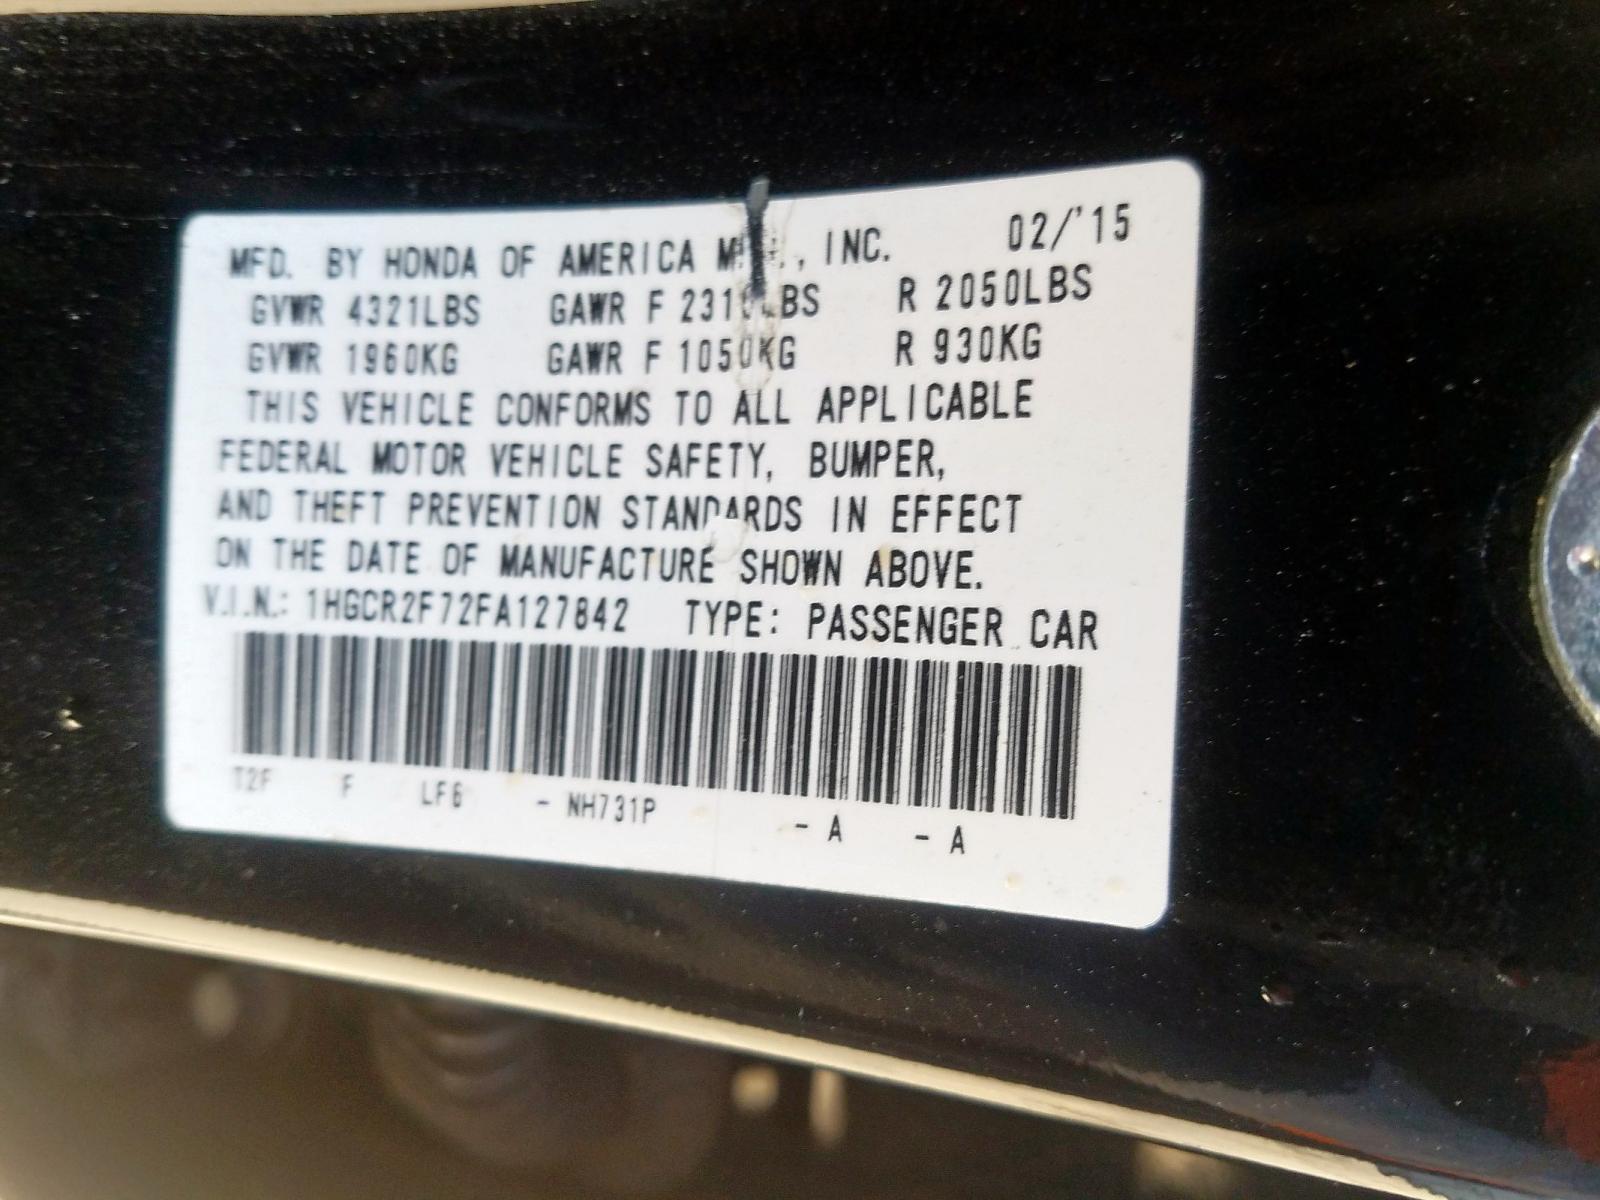 MFD. BY HONDA OF AMERICA , INC. 02/'15
GVWR 4321LBS GAWR F R 2050LBS
GVWR 1960KG GAWR F 1050KG R 930KG
THIS VEHICLE CONFORMS TO ALL APPLICABLE
FEDERAL MOTOR VEHICLE SAFETY, BUMPER,
AND THEFT PREVENTION STANDARDS IN EFFECT
ON THE DATE OF MANUFACTURE SHOWN ABOVE.
V.I.N.: 1HGCR2F72FA127842 TYPE: PASSENGER CAR
T2F F LF6 - NH731P - A - A